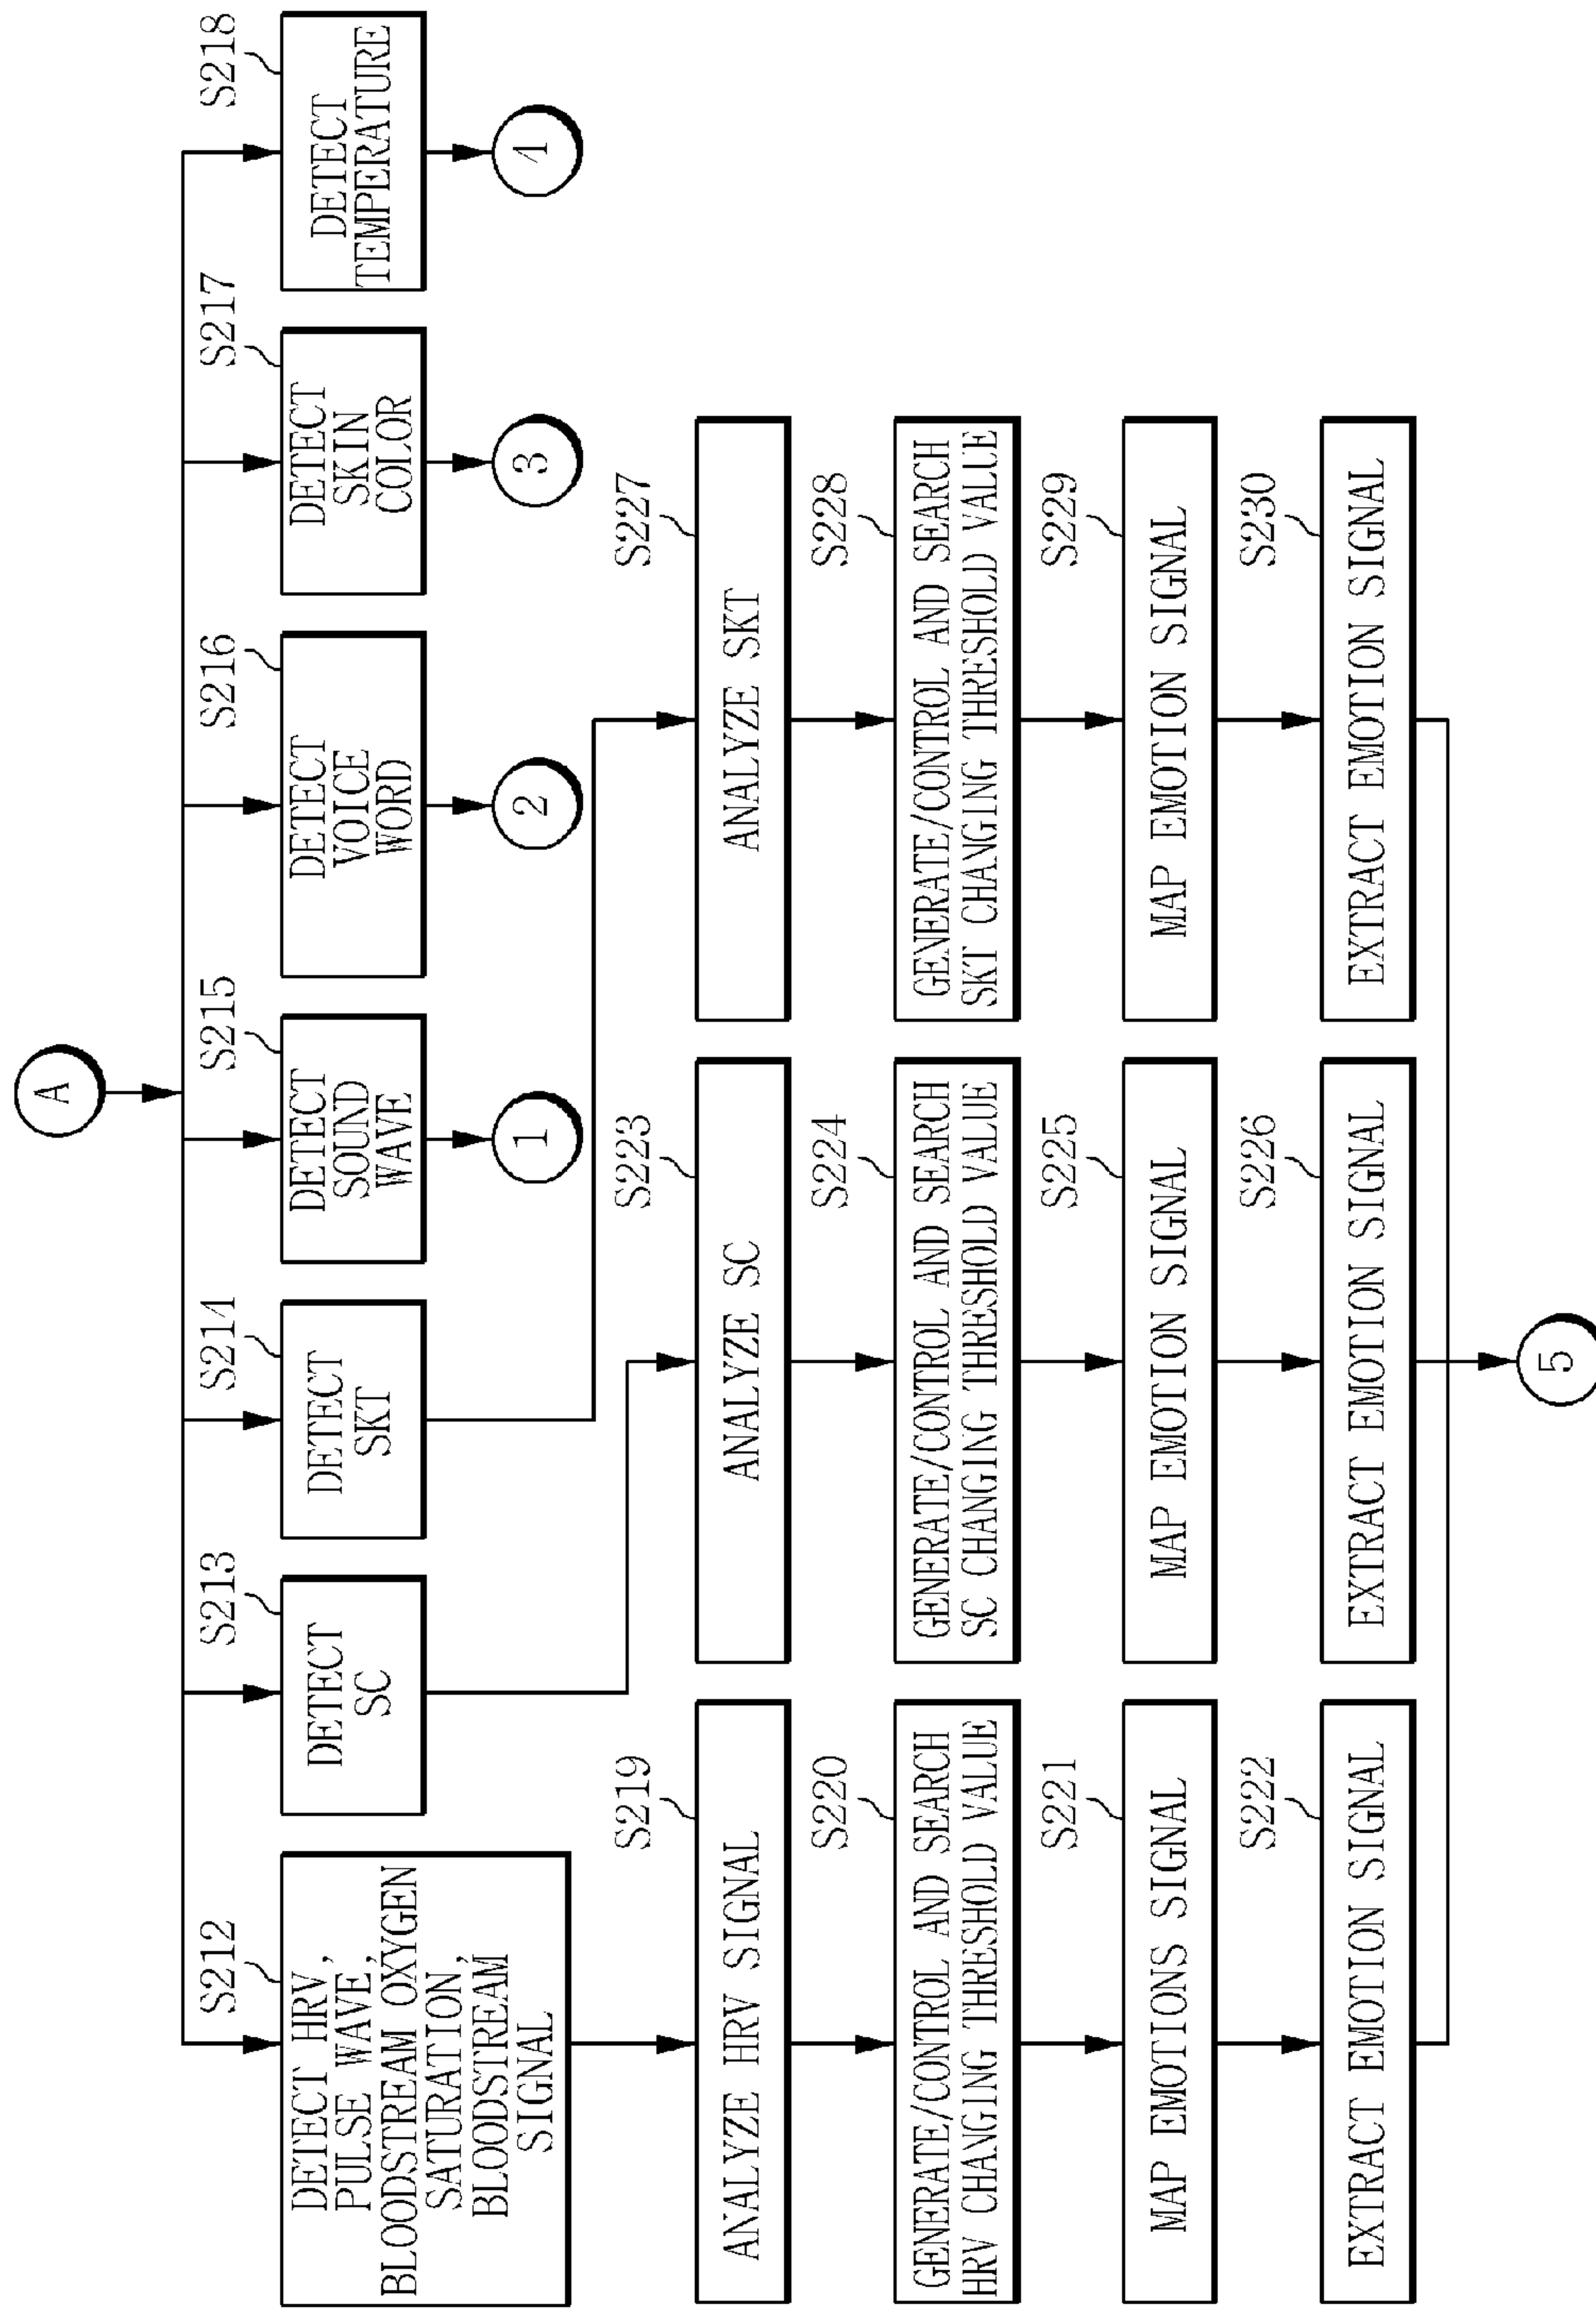 A
S212
DETECT HRV,
PULSE WAVE,
BLOODSTREAM OXYGEN
SATURATION,
BLOODSTREAM
SIGNAL
S213
DETECT
SC
S214
DETECT
SKT
S215
DETECT
SOUND
WAVE
S216
DETECT
VOICE
WORD
S217
DETECT
SKIN
COLOR
S218
DETECT
TEMPERATURE
1
2
3
4
S219
ANALYZE HRV SIGNAL
S223
ANALYZE SC
S227
ANALYZE SKT
S220
GENERATE/CONTROL AND SEARCH
HRV CHANGING THRESHOLD VALUE
S224
GENERATE/CONTROL AND SEARCH
SC CHANGING THRESHOLD VALUE
S228
GENERATE/CONTROL AND SEARCH
SKT CHANGING THRESHOLD VALUE
S221
MAP EMOTIONS SIGNAL
S225
MAP EMOTION SIGNAL
S229
MAP EMOTION SIGNAL
S222
EXTRACT EMOTION SIGNAL
S226
EXTRACT EMOTION SIGNAL
S230
EXTRACT EMOTION SIGNAL
5